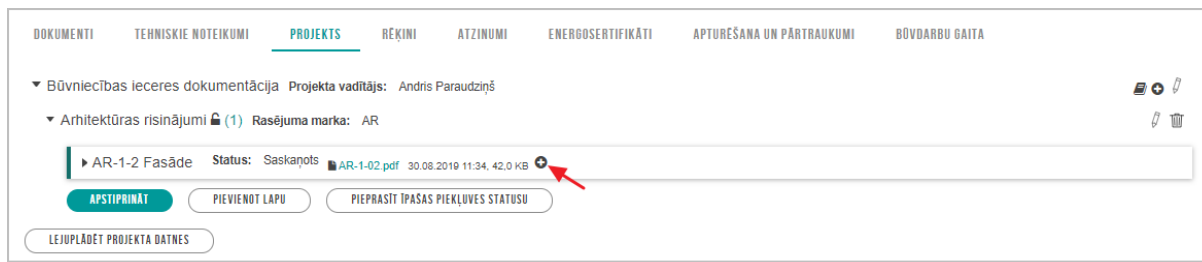 DOKUMENTI TEHNISKIE NOTEIKUMI PROJEKTS RĒĶINI ATZINUMI ENERGOSERTIFIKĀTI APTURĒŠANA UN PĀRTRAUKUMI BŪVDARBU GAITA
Būvniecības ieceres dokumentācija Projekta vadītājs: Andris Paraudziņš
Arhitektūras risinājumi (1) Rasējuma marka: AR
AR-1-2 Fasāde Status: Saskaņots AR-1-02.pdf 30.08.2019 11:34, 42,0 KB
APSTIPRINĀT PIEVIENOT LAPU PIEPRASĪT ĪPAŠAS PIEKĻUVES STATUSU
LEJUPLĀDĒT PROJEKTA DATNES